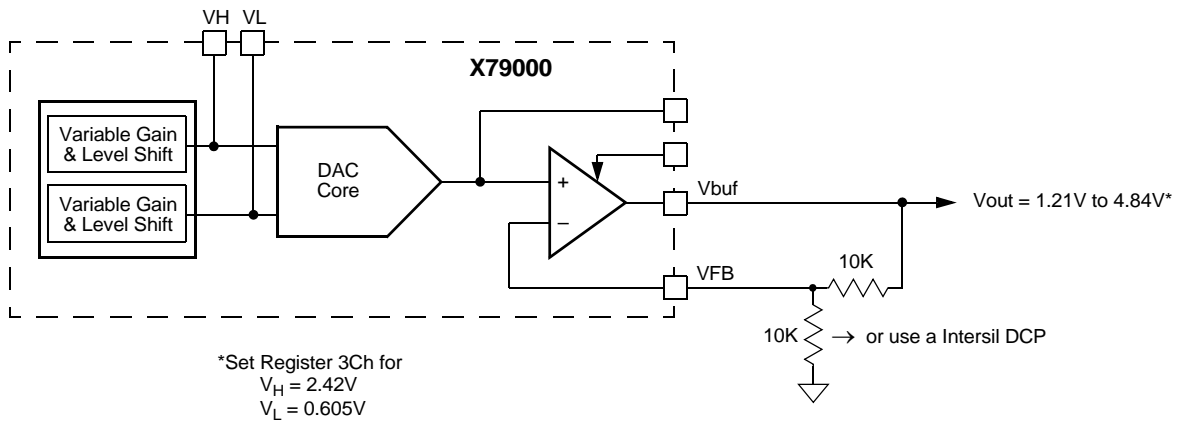 VH VL
X79000
Variable Gain
& Level Shift
Variable Gain
& Level Shift
DAC
Core
+
−
Vbuf
Vout = 1.21V to 4.84V*
VFB
10K
10K → or use a Intersil DCP
*Set Register 3Ch for
VH = 2.42V
VL = 0.605V